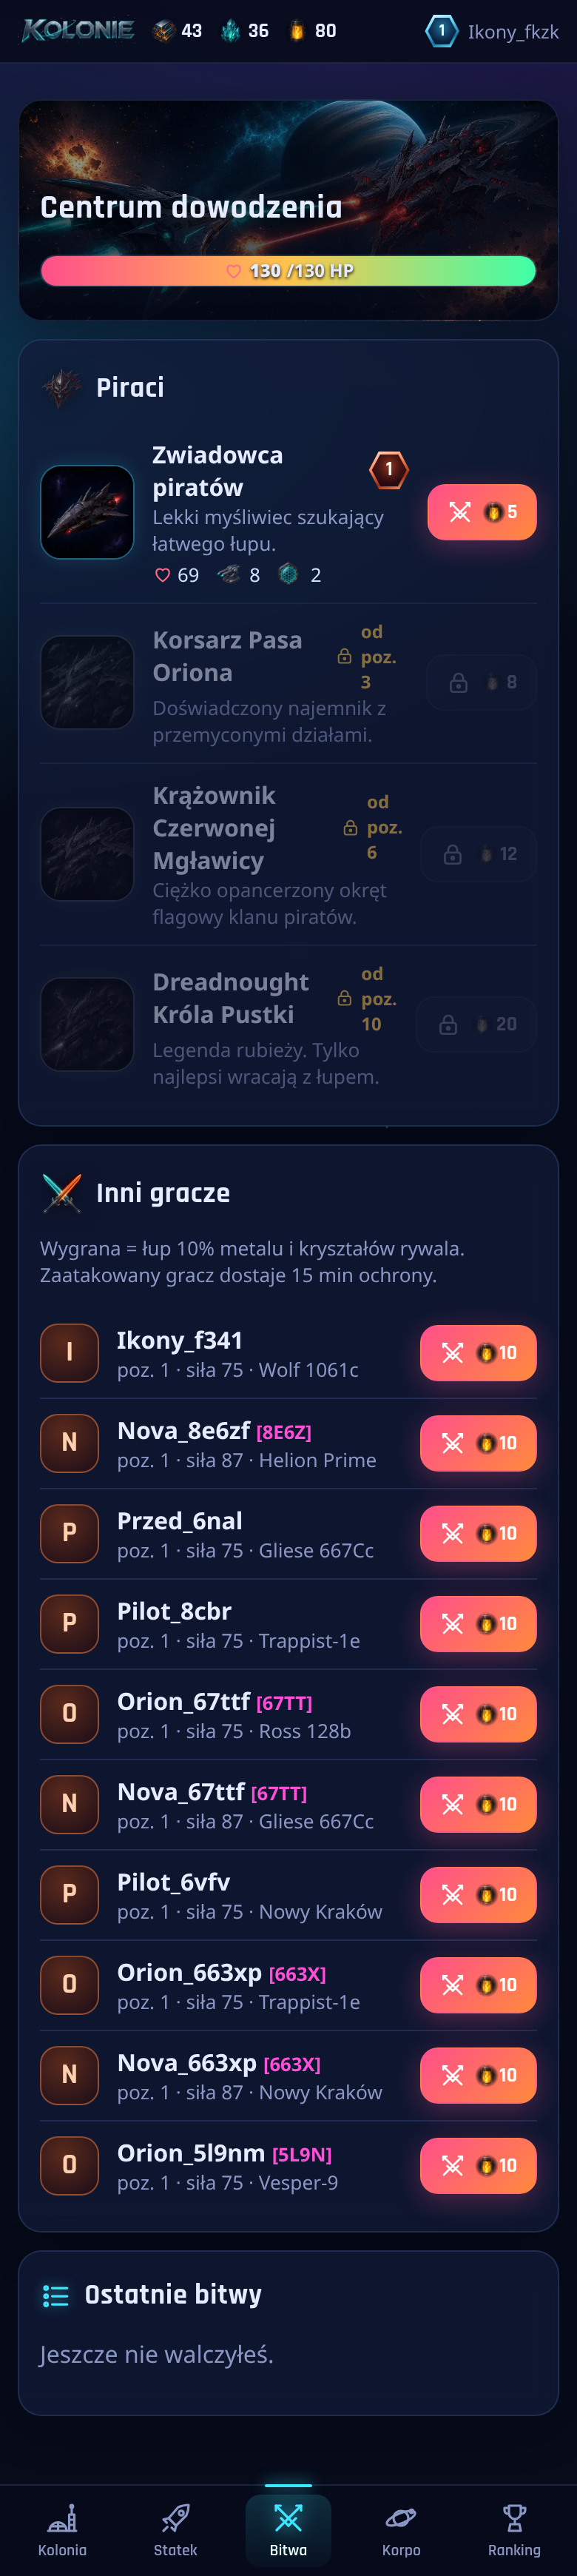 KOLONIE 43 36 80 Ikony_fkzk
Centrum dowodzenia
130 /130 HP
Piraci
Zwiadowca
piratów
1
Lekki myśliwiec szukający
łatwego łupu.
69 8 2
5
Korsarz Pasa
Oriona
od
poz.
3
Doświadczony najemnik z
przemyconymi działami.
8
Krążownik
Czerwonej
Mgławicy
od
poz.
6
Ciężko opancerzony okręt
flagowy klanu piratów.
12
Dreadnought
Króla Pustki
od
poz.
10
Legenda rubieży. Tylko
najlepsi wracają z łupem.
20
Inni gracze
Wygrana = łup 10% metalu i kryształów rywala.
Zaatakowany gracz dostaje 15 min ochrony.
I
Ikony_f341
poz. 1 · siła 75 · Wolf 1061c
10
N
Nova_8e6zf [8E6Z]
poz. 1 · siła 87 · Helion Prime
10
P
Przed_6nal
poz. 1 · siła 75 · Gliese 667Cc
10
P
Pilot_8cbr
poz. 1 · siła 75 · Trappist-1e
10
O
Orion_67ttf [67TT]
poz. 1 · siła 75 · Ross 128b
10
N
Nova_67ttf [67TT]
poz. 1 · siła 87 · Gliese 667Cc
10
P
Pilot_6vfv
poz. 1 · siła 75 · Nowy Kraków
10
O
Orion_663xp [663X]
poz. 1 · siła 75 · Trappist-1e
10
N
Nova_663xp [663X]
poz. 1 · siła 87 · Nowy Kraków
10
O
Orion_5l9nm [5L9N]
poz. 1 · siła 75 · Vesper-9
10
Ostatnie bitwy
Jeszcze nie walczyłeś.
Kolonia Statek Bitwa Korpo Ranking